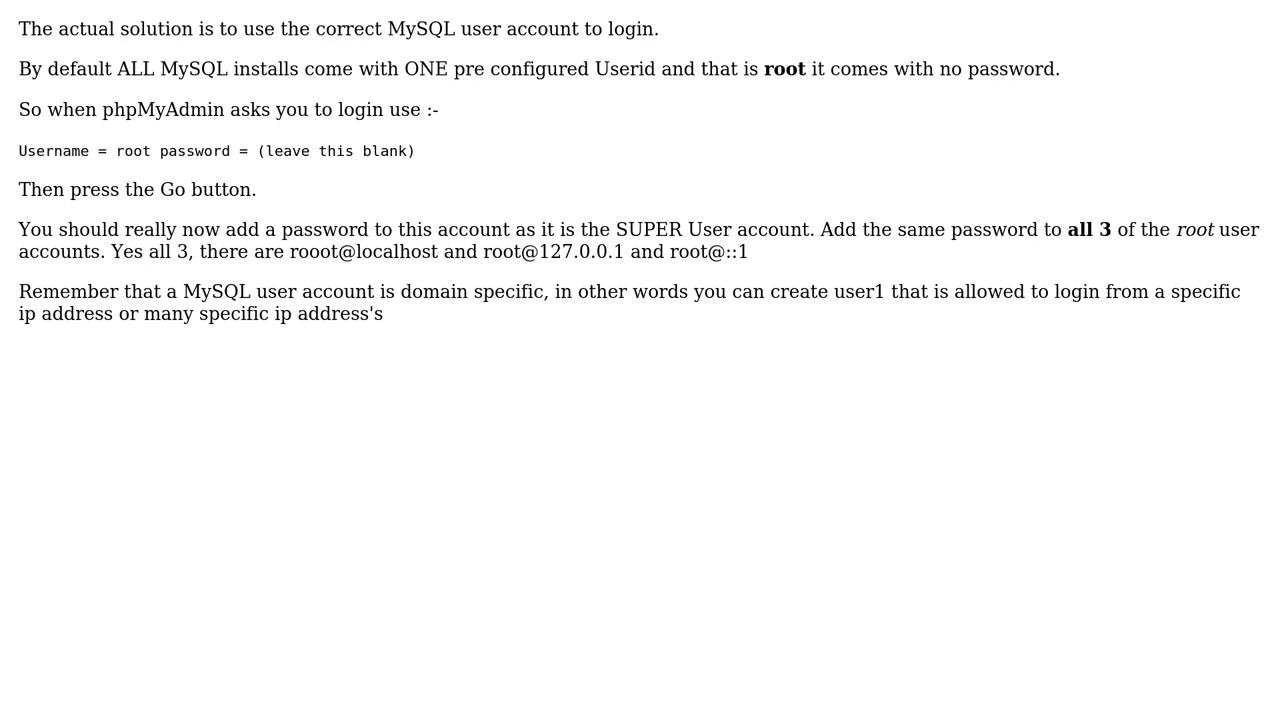 The actual solution is to use the correct MySQL user account to login.
By default ALL MySQL installs come with ONE pre configured Userid and that is root it comes with no password.
So when phpMyAdmin asks you to login use :-
Username = root password = (leave this blank)
Then press the Go button.
You should really now add a password to this account as it is the SUPER User account. Add the same password to all 3 of the root user
accounts. Yes all 3, there are rooot@localhost and root@127.0.0.1 and root@::1
Remember that a MySQL user account is domain specific, in other words you can create user1 that is allowed to login from a specific
ip address or many specific ip address's